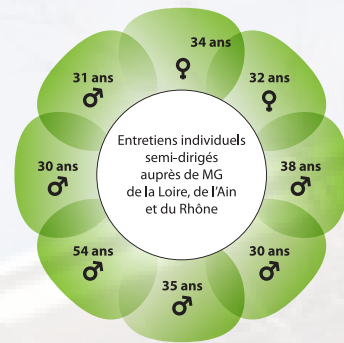 34 ans
31 ans
32 ans
Entretiens individuels
semi-dirigés
auprès de MG
de la Loire, de l'Ain
et du Rhône
30 ans
38 ans
54 ans
30 ans
35 ans